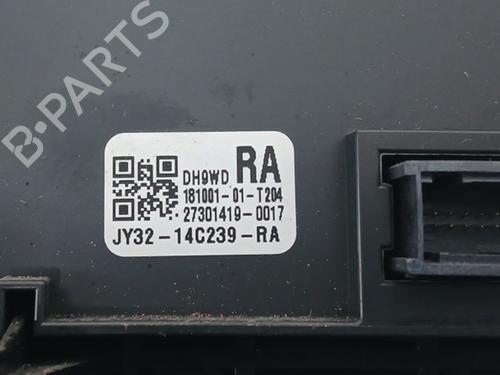 B-PARTS
DH9WD RA
181001-01-T204
27301419-0017
JY32-14C239-RA